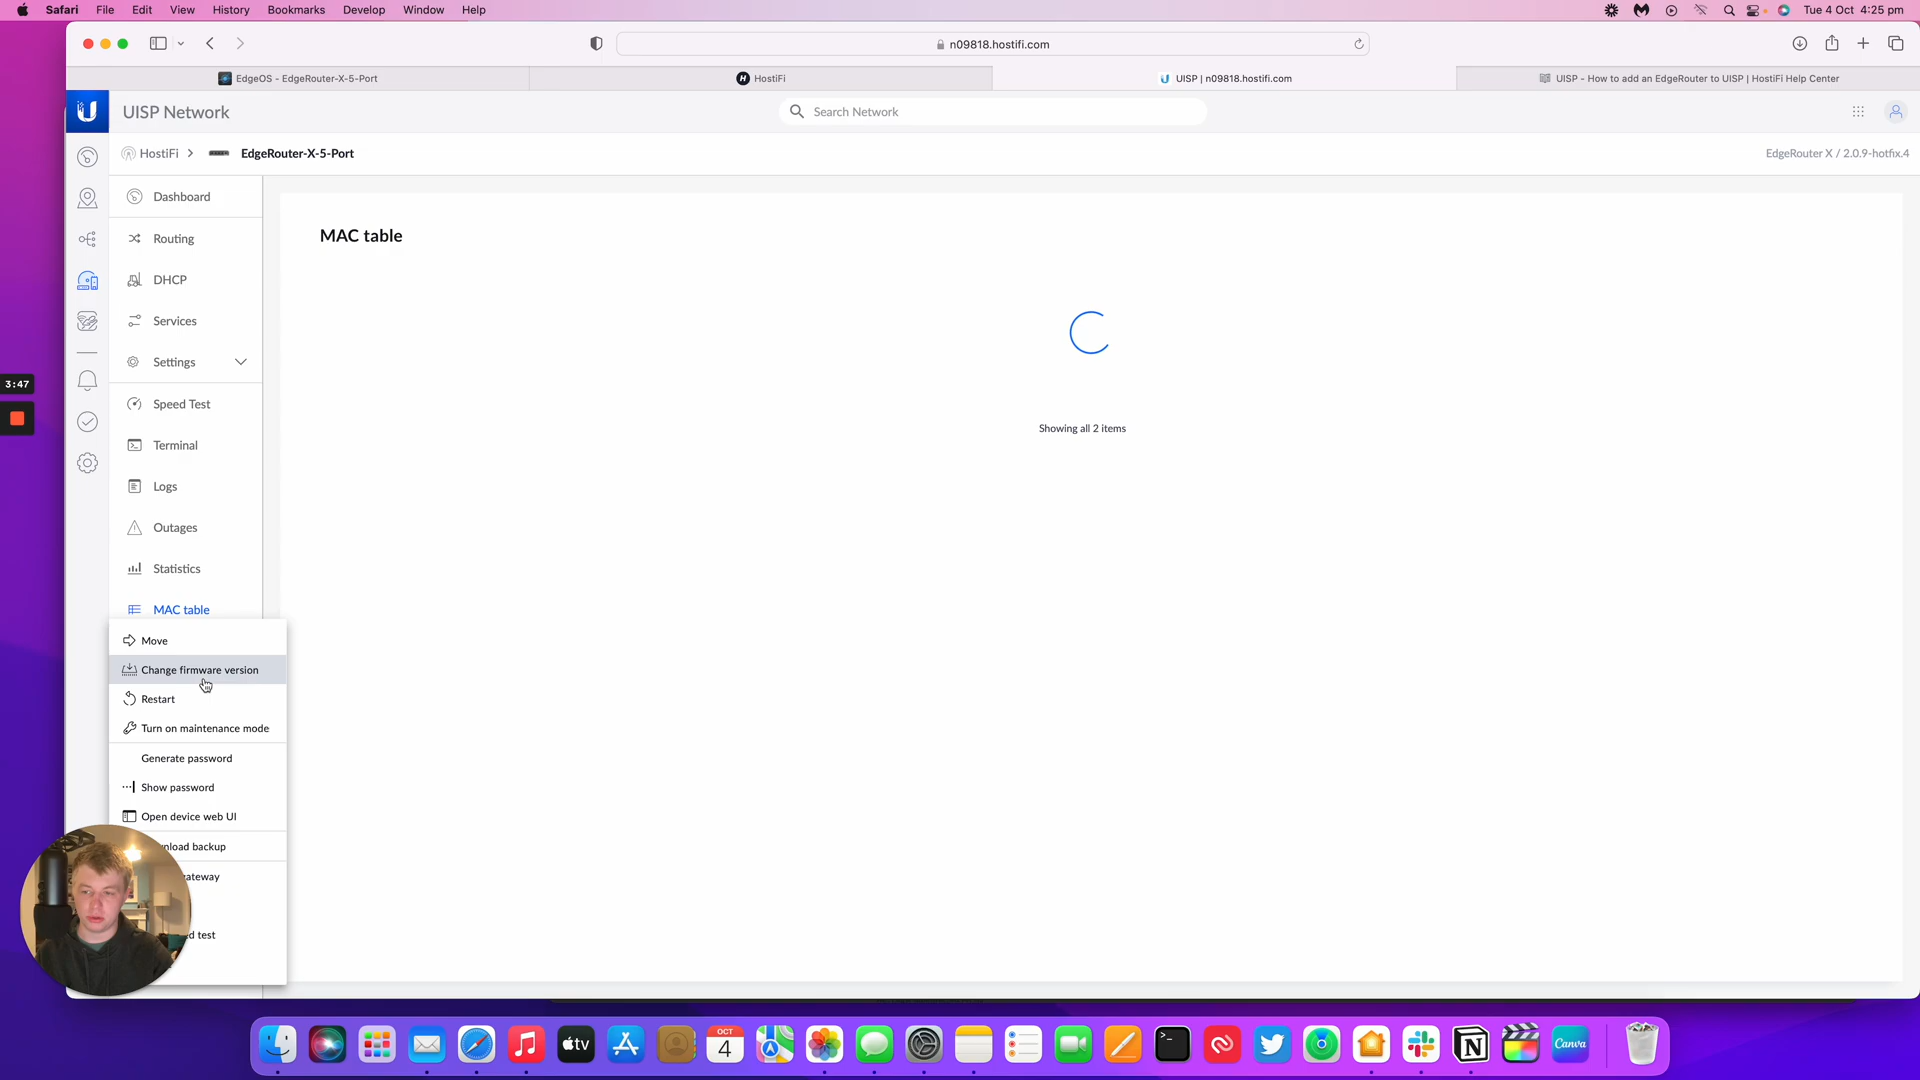 Safari File Edit View History Bookmarks Develop Window Help Tue 4 Oct 4:25 pm
n09818.hostifi.com
EdgeOS - EdgeRouter-X-5-Port
HostiFi
UISP | n09818.hostifi.com
UISP - How to add an EdgeRouter to UISP | HostiFi Help Center
UISP Network
Search Network
HostiFi
EdgeRouter-X-5-Port
EdgeRouter X / 2.0.9-hotfix.4
Dashboard
Routing
DHCP
Services
Settings
Speed Test
Terminal
Logs
Outages
Statistics
MAC table
MAC table
Showing all 2 items
3:47
Move
Change firmware version
Restart
Turn on maintenance mode
Generate password
Show password
Open device web UI
backup
test
OCT
4
tv
Canva